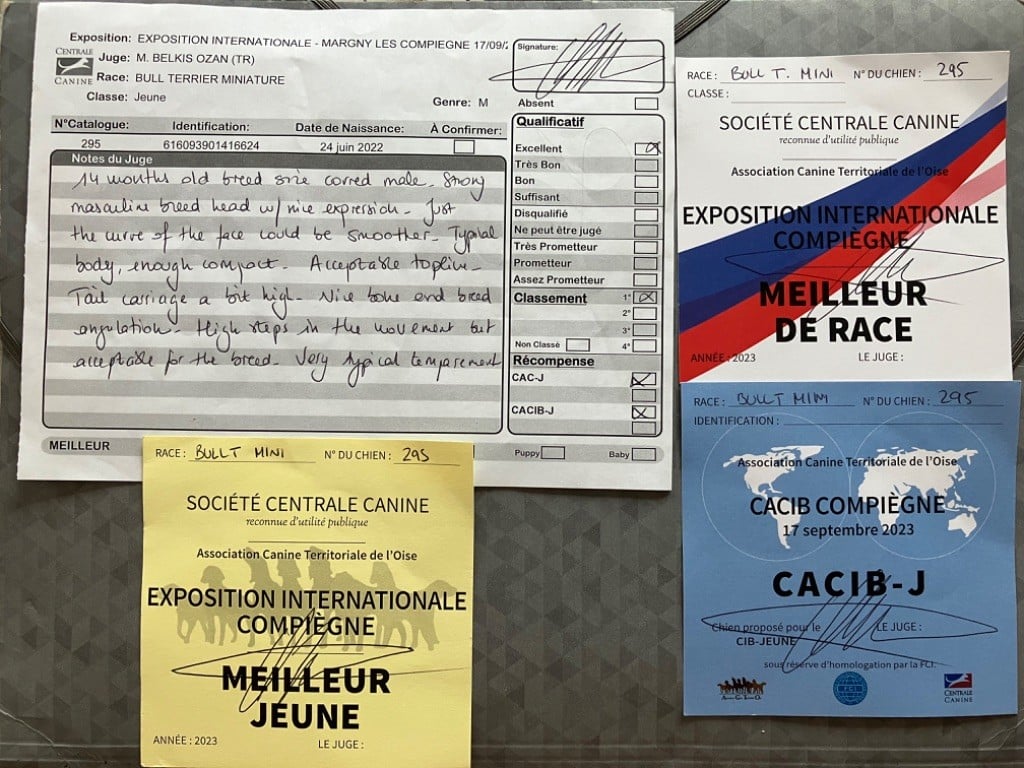 Exposition: EXPOSITION INTERNATIONALE - MARGNY LES COMPIEGNE 17/09/2
CENTRALE
CANINE
Juge: M. BELKIS OZAN (TR)
Race: BULL TERRIER MINIATURE
Classe: Jeune
Genre: M
N°Catalogue: Identification: Date de Naissance: À Confirmer:
295 616093901416624 24 juin 2022
Notes du Juge
14 months old breed size correct male. Strong
masculine breed head w/ nice expression. Just
the curve of the face could be smoother. Typical
body, enough compact. Acceptable topline.
Tail carriage a bit high. Nice bone and breed
angulation. High steps in the movement but
acceptable for the breed. Very typical temparement
MEILLEUR
Puppy
Baby
Signature:
Absent
Qualificatif
Excellent
Très Bon
Bon
Suffisant
Disqualifié
Ne peut être jugé
Très Prometteur
Prometteur
Assez Prometteur
Classement 1°
2°
3°
Non Classé 4°
Récompense
CAC-J
CACIB-J
RACE : BULL T. MINI N° DU CHIEN : 295
CLASSE :
SOCIÉTÉ CENTRALE CANINE
reconnue d'utilité publique
Association Canine Territoriale de l'Oise
EXPOSITION INTERNATIONALE
COMPIÈGNE
MEILLEUR
DE RACE
ANNÉE : 2023 LE JUGE :
RACE : BULLT MINI N° DU CHIEN : 295
IDENTIFICATION :
Association Canine Territoriale de l'Oise
CACIB COMPIÈGNE
17 septembre 2023
CACIB-J
Chien proposé pour le LE JUGE :
CIB-JEUNE
sous réserve d'homologation par la FCI.
FCI
CENTRALE
CANINE
RACE : BULLT MINI N° DU CHIEN : 295
SOCIÉTÉ CENTRALE CANINE
reconnue d'utilité publique
Association Canine Territoriale de l'Oise
EXPOSITION INTERNATIONALE
COMPIÈGNE
MEILLEUR
JEUNE
ANNÉE : 2023 LE JUGE :